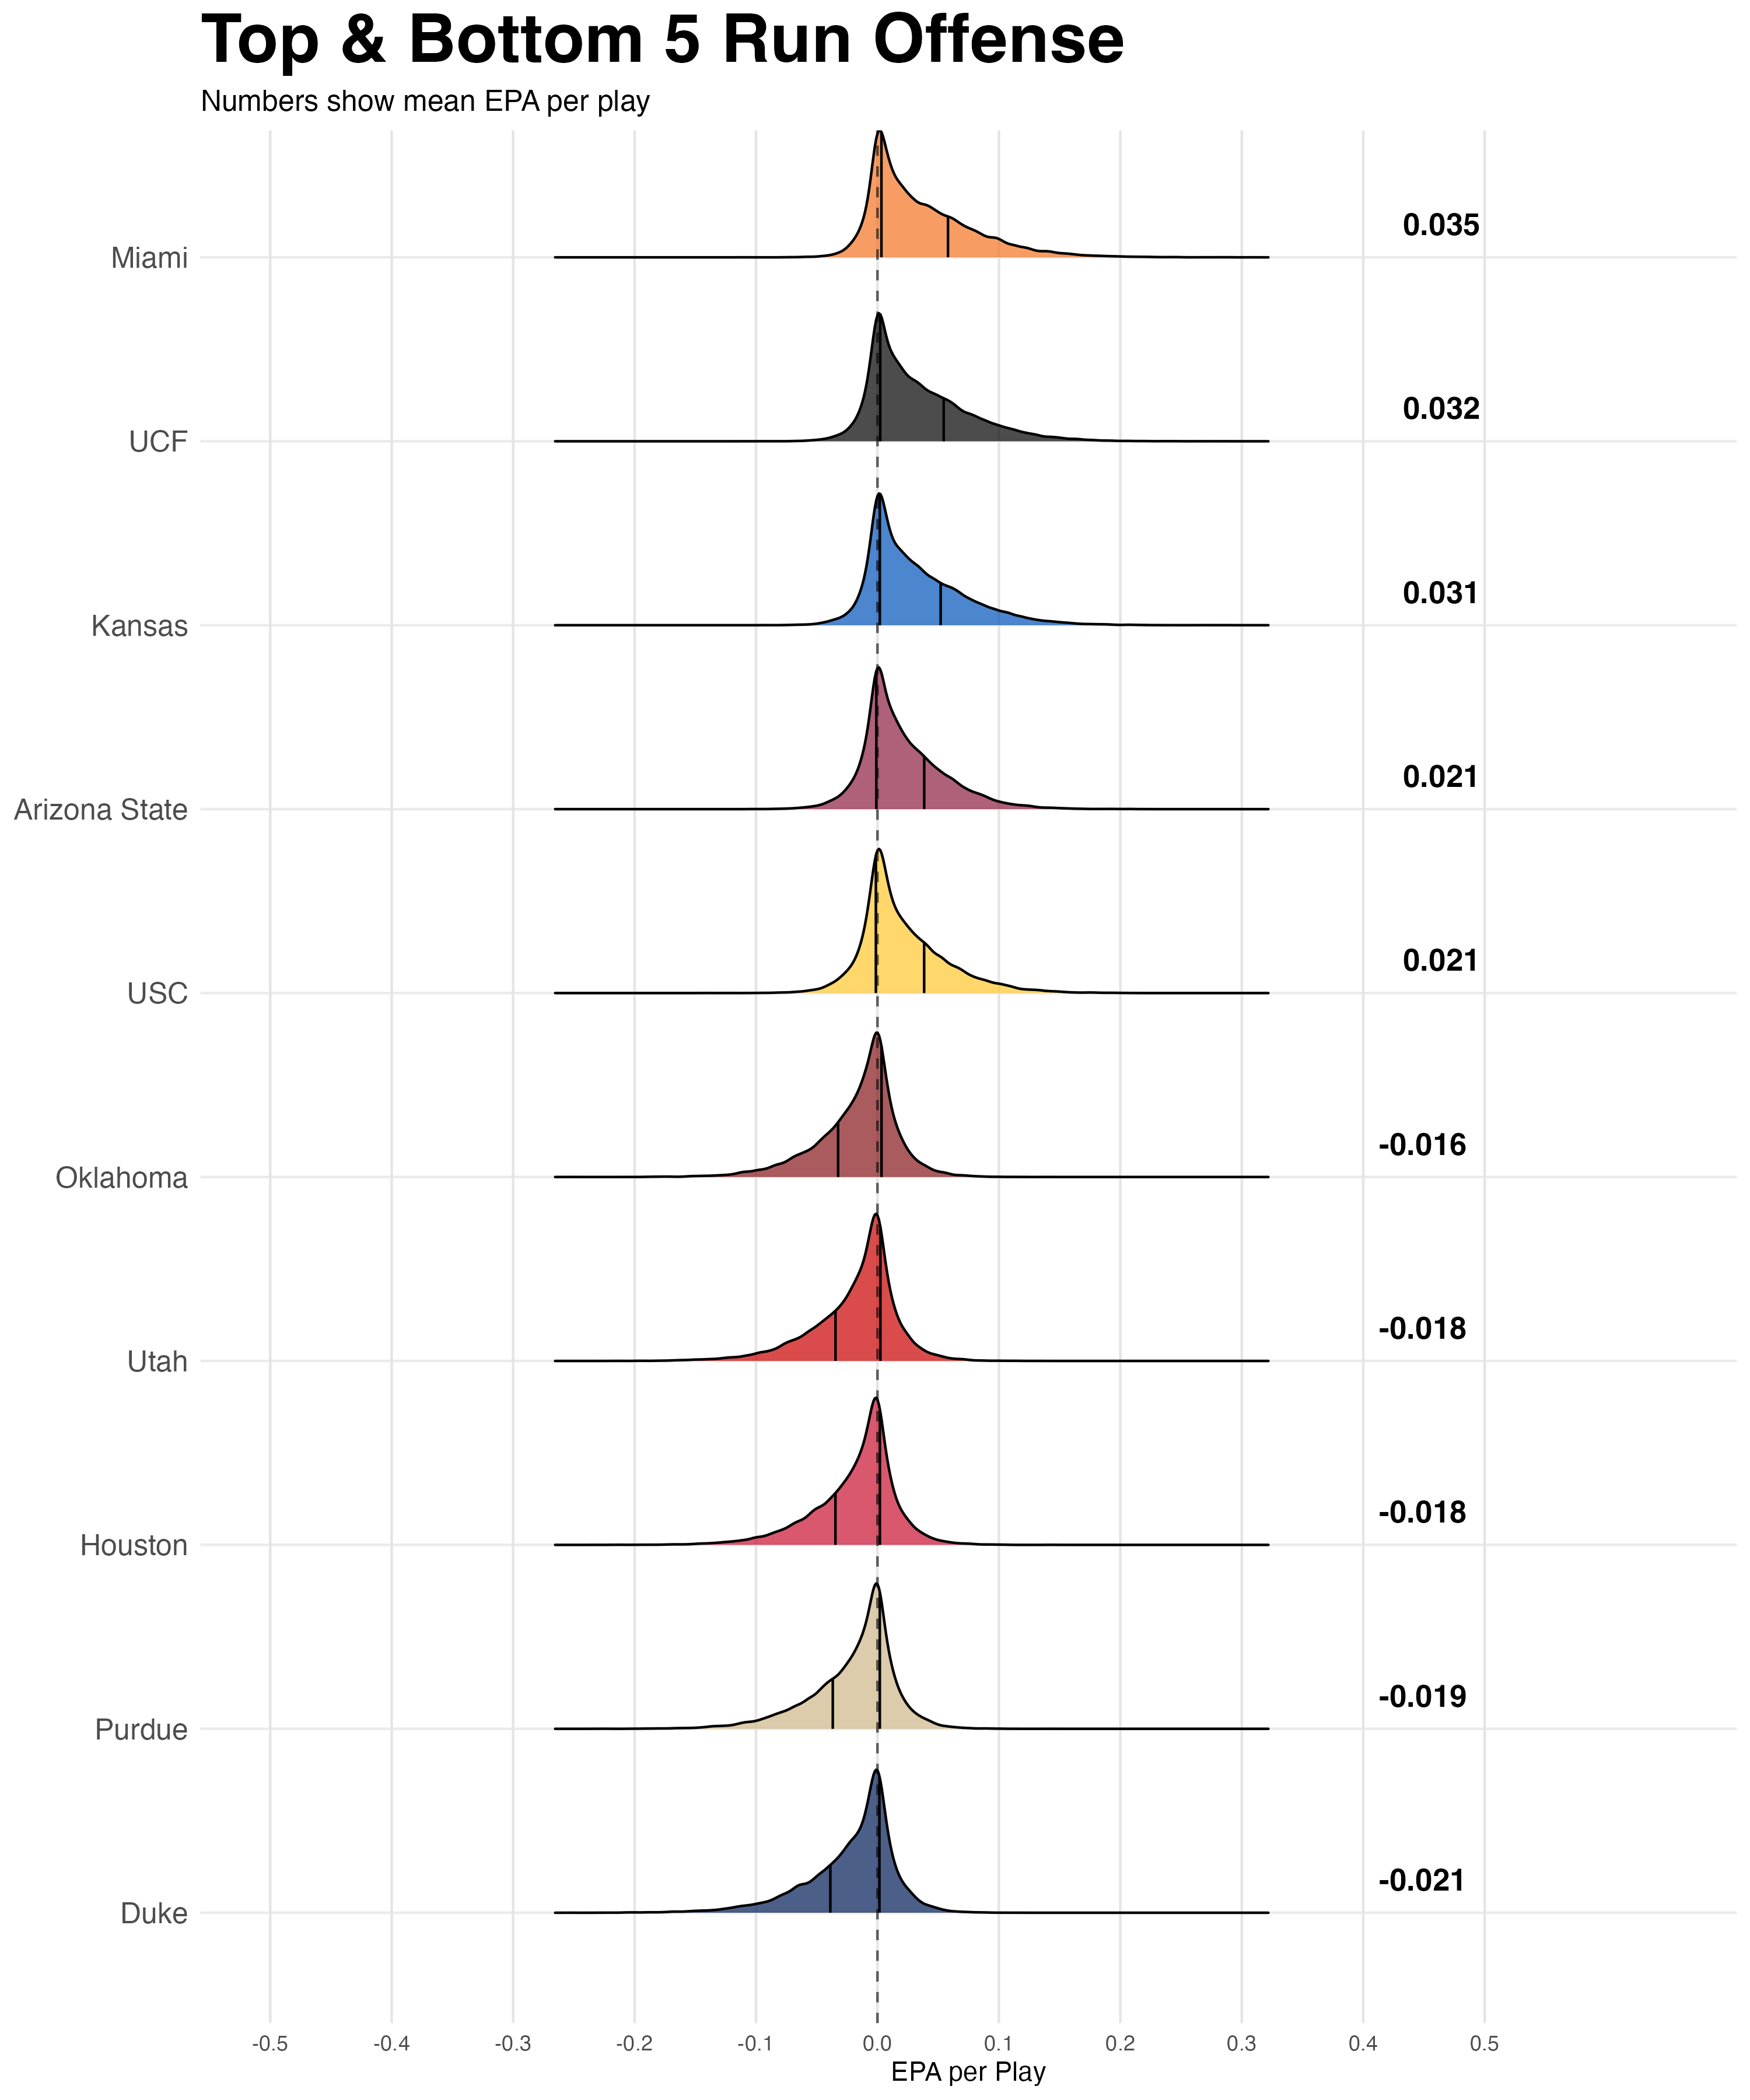 Top & Bottom 5 Run Offense
Numbers show mean EPA per play
Miami 0.035
UCF 0.032
Kansas 0.031
Arizona State 0.021
USC 0.021
Oklahoma -0.016
Utah -0.018
Houston -0.018
Purdue -0.019
Duke -0.021
-0.5 -0.4 -0.3 -0.2 -0.1 0.0 0.1 0.2 0.3 0.4 0.5
EPA per Play